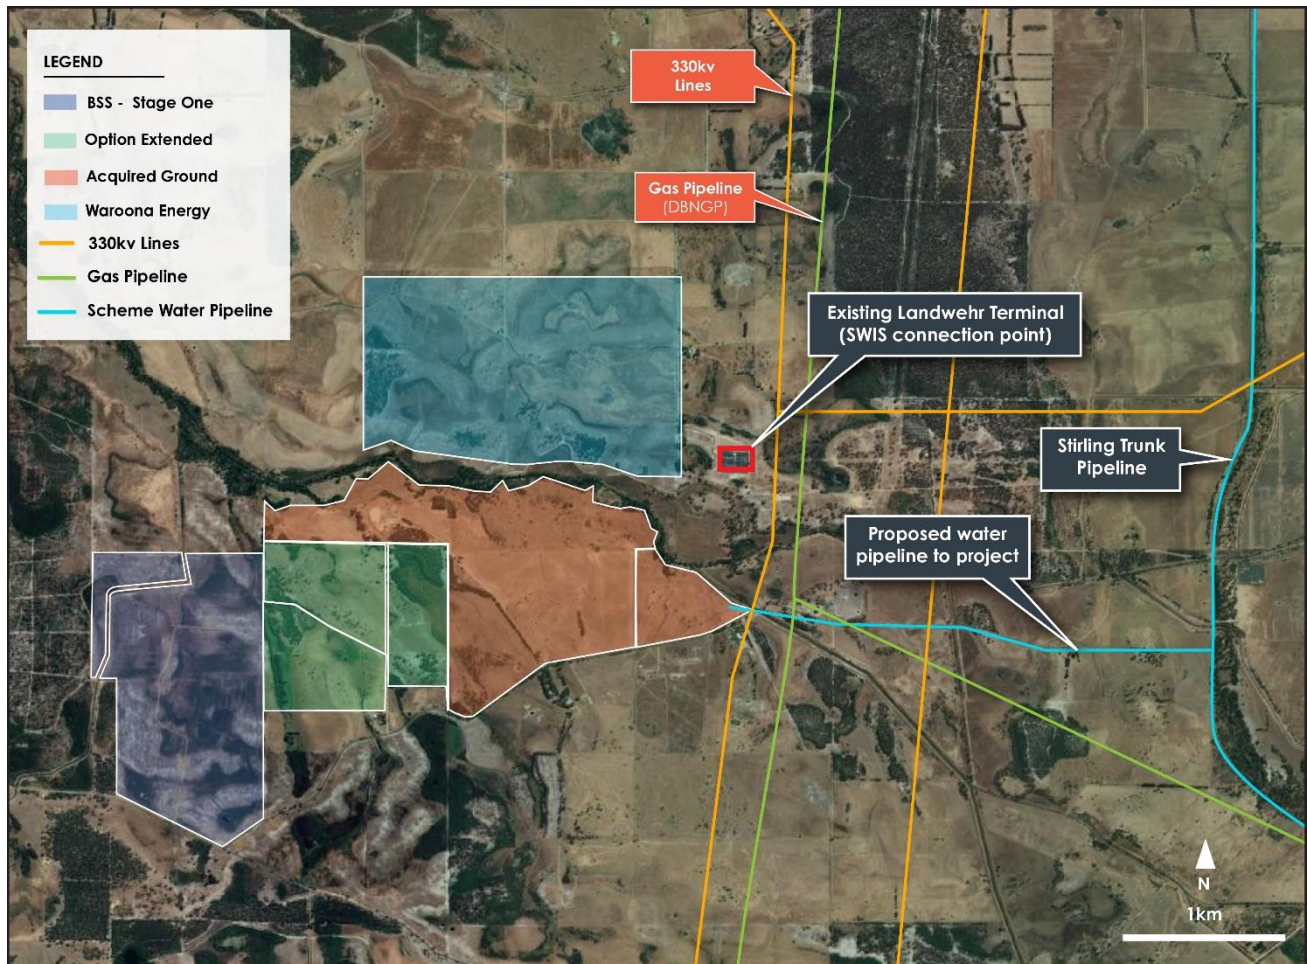 LEGEND
BSS - Stage One
Option Extended
Acquired Ground
Waroona Energy
330kv Lines
Gas Pipeline
Scheme Water Pipeline
330kv
Lines
Gas Pipeline
(DBNGP)
Existing Landwehr Terminal
(SWIS connection point)
Stirling Trunk
Pipeline
Proposed water
pipeline to project
N
1km